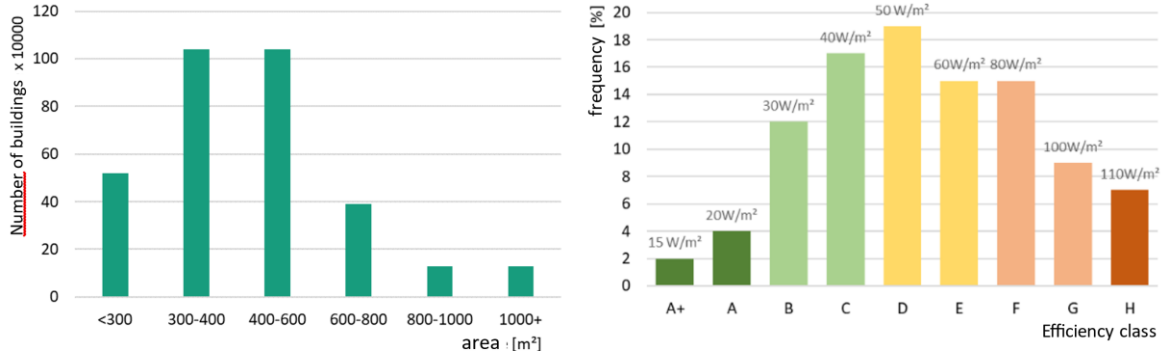 Number of buildings x 10000
120
100
80
60
40
20
0
<300 300-400 400-600 600-800 800-1000 1000+
area : [m²]
frequency [%]
20
18
16
14
12
10
8
6
4
2
0
15 W/m²
20W/m²
30W/m²
40W/m²
50 W/m²
60W/m²
80W/m²
100W/m²
110W/m²
A+ A B C D E F G H
Efficiency class